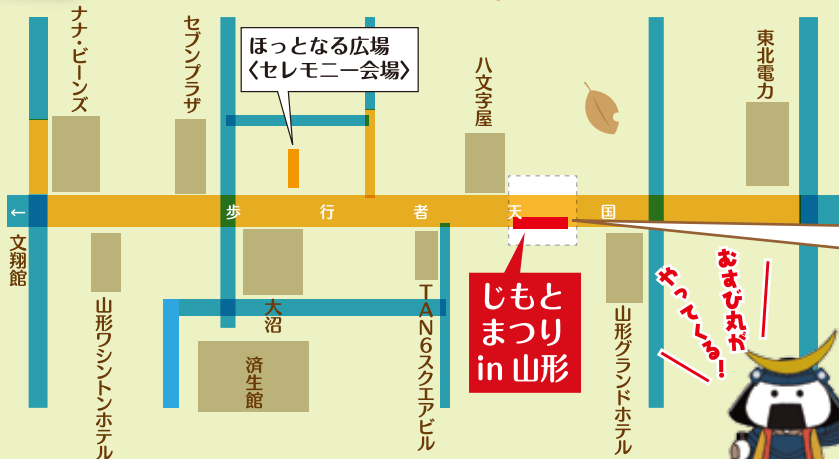 ナナ・ビーンズ
セブンプラザ
ほっとなる広場
〈セレモニー会場〉
八文字屋
東北電力
←
歩行者天国
文翔館
山形ワシントンホテル
大沼
済生館
TAN6スクエアビル
じもと
まつり
in 山形
山形グランドホテル
むすび丸が
やってくる!